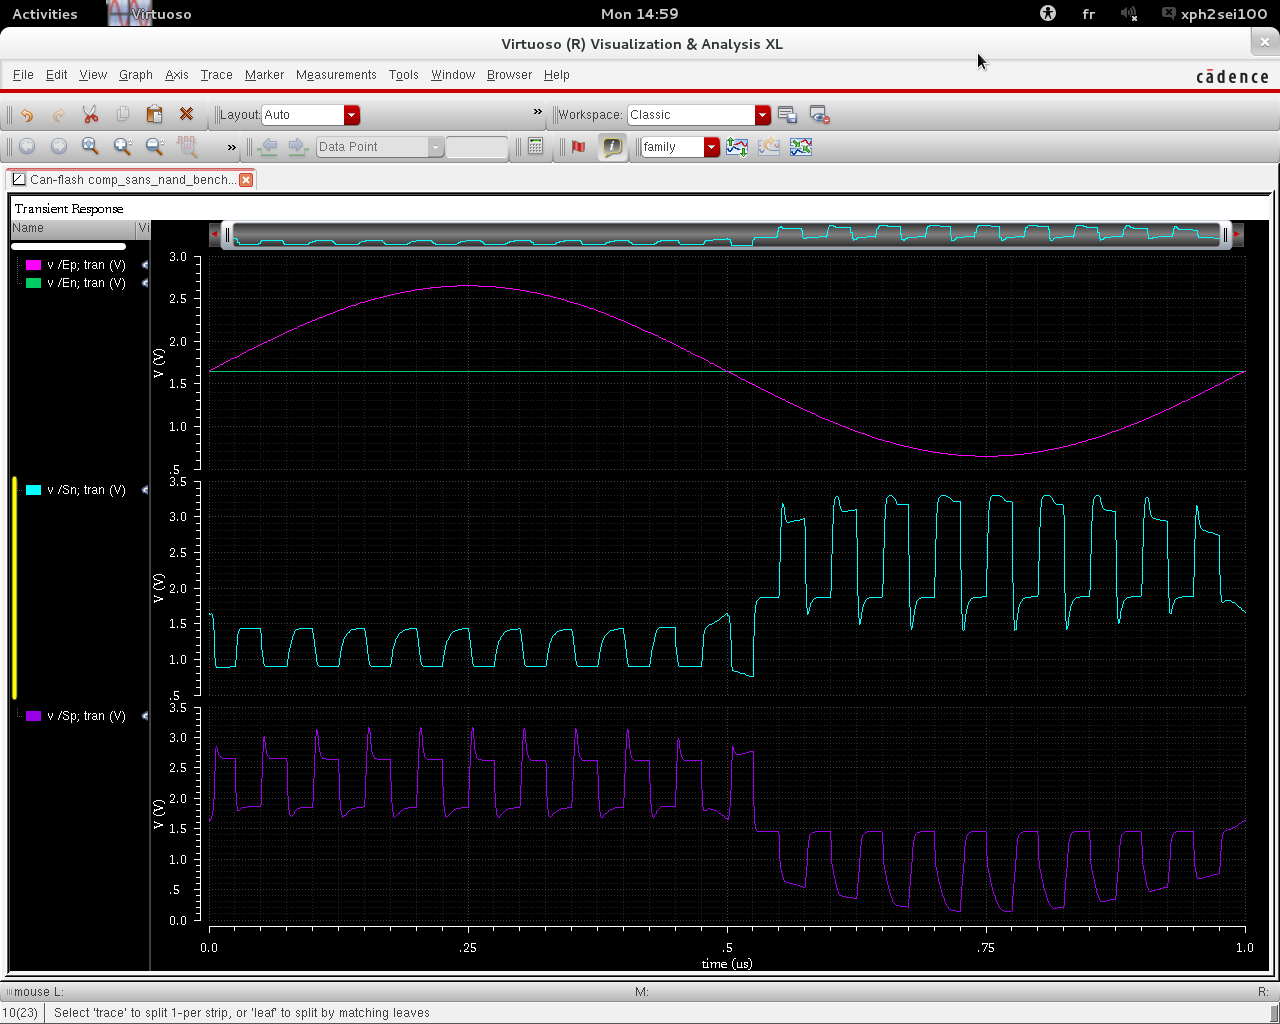 Activities Virtuoso Mon 14:59 fr xph2sei100
Virtuoso (R) Visualization & Analysis XL
File Edit View Graph Axis Trace Marker Measurements Tools Window Browser Help cādence
Layout: Auto » Workspace: Classic
» Data Point family
Can-flash comp_sans_nand_bench...
Transient Response
Name Vi
v /Ep; tran (V)
v /En; tran (V)
3.0
2.5
2.0
1.5
1.0
.5
V (V)
v /Sn; tran (V)
3.5
3.0
2.5
2.0
1.5
1.0
.5
V (V)
v /Sp; tran (V)
3.5
3.0
2.5
2.0
1.5
1.0
.5
0.0
V (V)
0.0 .25 .5 .75 1.0
time (us)
mouse L: M: R:
10(23) Select 'trace' to split 1-per strip, or 'leaf' to split by matching leaves